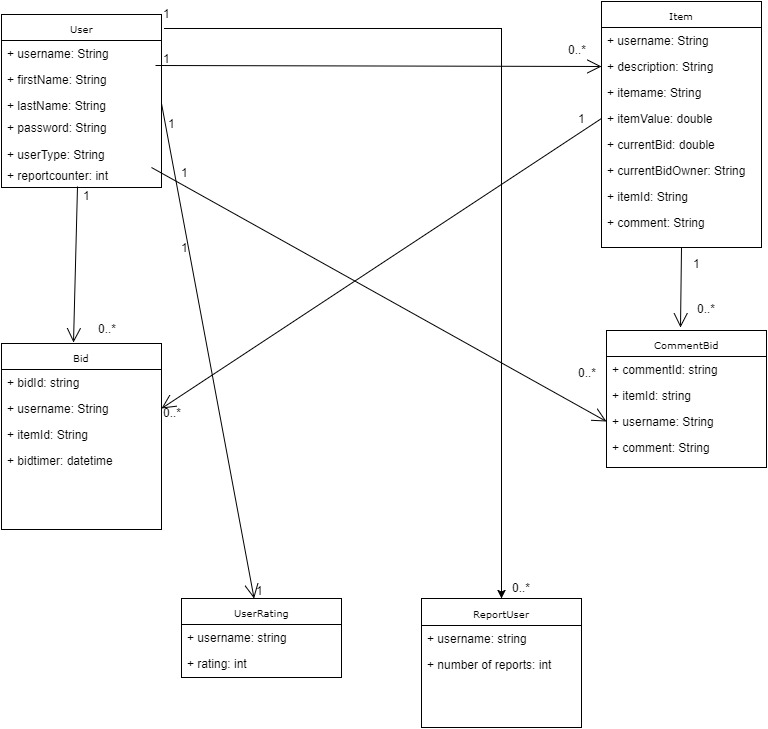 User
+ username: String
+ firstName: String
+ lastName: String
+ password: String
+ userType: String
+ reportcounter: int
1
1
1
1
1
1
0..*
Item
+ username: String
+ description: String
+ itemame: String
+ itemValue: double
+ currentBid: double
+ currentBidOwner: String
+ itemId: String
+ comment: String
1
1
0..*
0..*
0..*
0..*
Bid
+ bidId: string
+ username: String
+ itemId: String
+ bidtimer: datetime
CommentBid
+ commentId: string
+ itemId: string
+ username: String
+ comment: String
1
0..*
UserRating
+ username: string
+ rating: int
ReportUser
+ username: string
+ number of reports: int